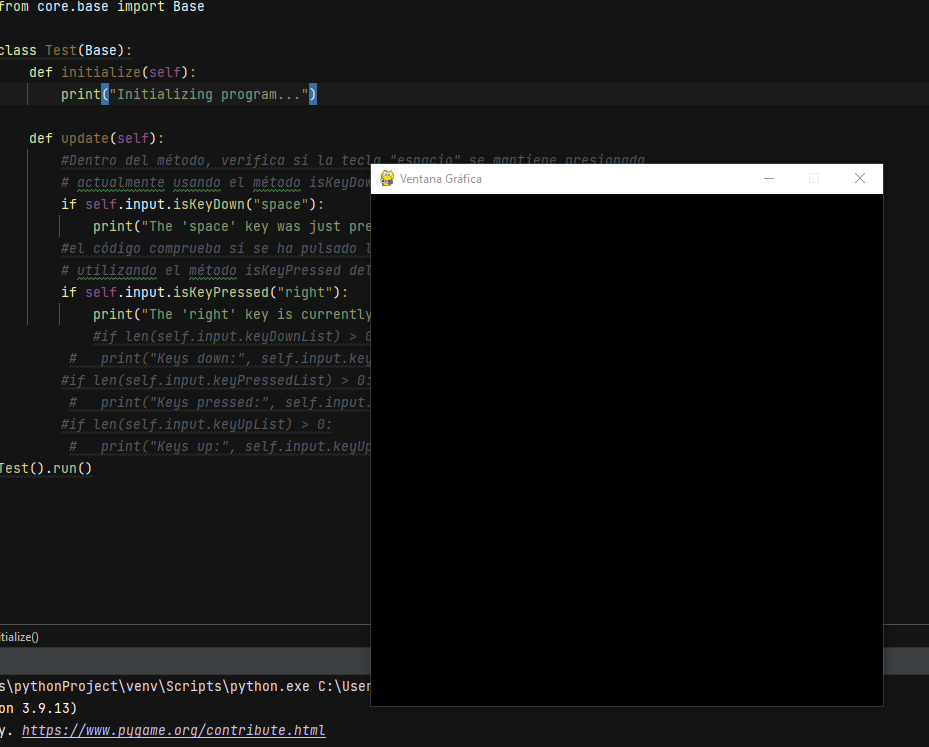 from core.base import Base
class Test(Base):
def initialize(self):
print("Initializing program...")
def update(self):
#Dentro del método, verifica si la tecla "espacio" se mantiene presionada
# actualmente usando el método isKeyDow
Ventana Gráfica
if self.input.isKeyDown("space"):
print("The 'space' key was just pre
#el código comprueba si se ha pulsado l
# utilizando el método isKeyPressed del
if self.input.isKeyPressed("right"):
print("The 'right' key is currently
#if len(self.input.keyDownList) > 0
# print("Keys down:", self.input.key
#if len(self.input.keyPressedList) > 0:
# print("Keys pressed:", self.input.
#if len(self.input.keyUpList) > 0:
# print("Keys up:", self.input.keyUp
Test().run()
itialize()
s\pythonProject\venv\Scripts\python.exe C:\User
on 3.9.13)
y. https://www.pygame.org/contribute.html